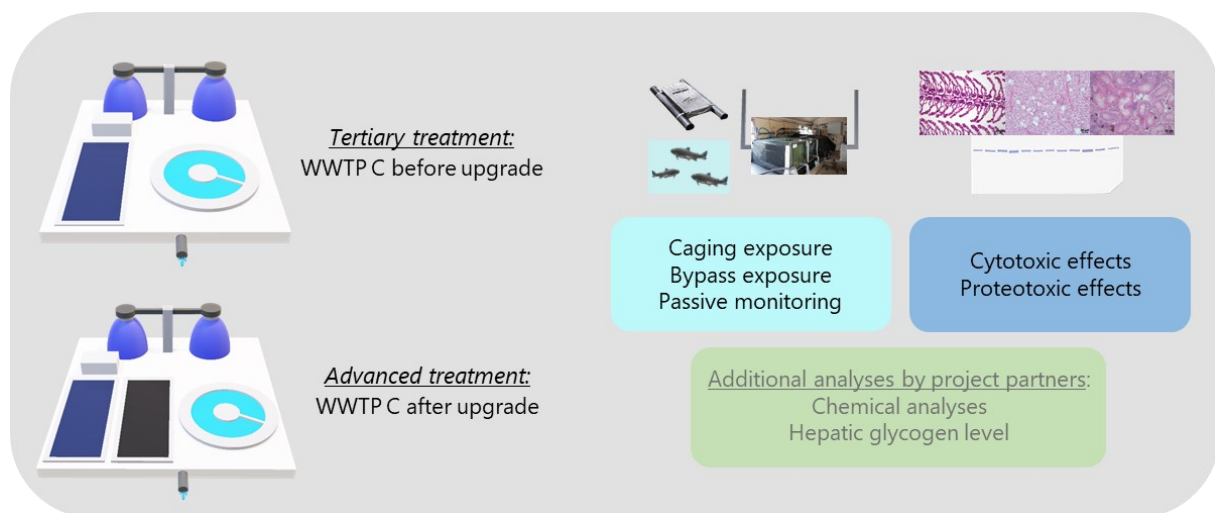 Tertiary treatment:
WWTP C before upgrade
Advanced treatment:
WWTP C after upgrade
Caging exposure
Bypass exposure
Passive monitoring
Cytotoxic effects
Proteotoxic effects
Additional analyses by project partners:
Chemical analyses
Hepatic glycogen level